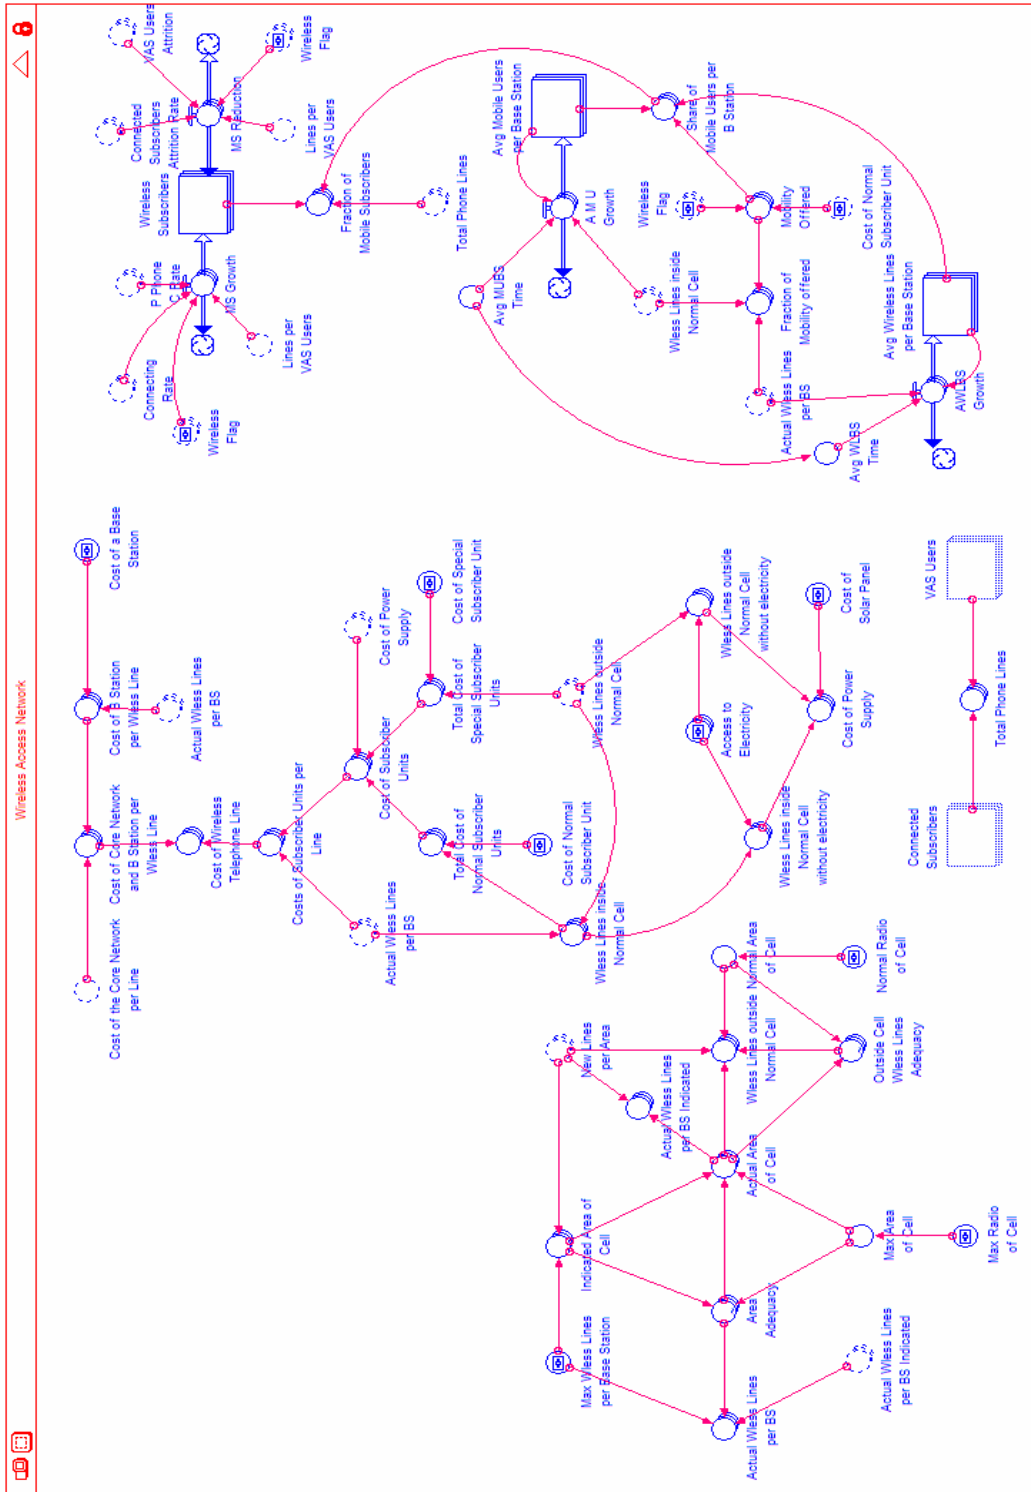 Wireless Access Network
Cost of the Core Network
per Line
Cost of Core Network
and B Station per
Wless Line
Cost of B Station
per Wless Line
Cost of a Base
Station
Actual Wless Lines
per BS
Cost of Wireless
Telephone Line
Costs of Subscriber Units per
Line
Actual Wless Lines
per BS
Cost of Subscriber
Units
Cost of Power
Supply
Total Cost of
Normal Subscriber
Units
Total Cost of
Special Subscriber
Units
Cost of Special
Subscriber Unit
Cost of Normal
Subscriber Unit
Wless Lines inside
Normal Cell
Wless Lines outside
Normal Cell
Access to
Electricity
Wless Lines outside
Normal Cell
without electricity
Wless Lines inside
Normal Cell
without electricity
Cost of Power
Supply
Cost of
Solar Panel
Connected
Subscribers
Total Phone Lines
VAS Users
Connecting
Rate
P Phone
C Rate
Wireless
Flag
MS Growth
Lines per
VAS Users
Wireless
Subscribers
Connected
Subscribers
Attrition Rate
VAS Users
Attrition
MS Reduction
Wireless
Flag
Lines per
VAS Users
Fraction of
Mobile Subscribers
Total Phone Lines
Avg MUBS
Time
A M U
Growth
Avg Mobile Users
per Base Station
Share of
Mobile Users per
B Station
Wless Lines inside
Normal Cell
Wireless
Flag
Fraction of
Mobility offered
Mobility
Offered
Actual Wless Lines
per BS
Cost of Normal
Subscriber Unit
Avg WLBS
Time
Avg Wireless Lines
per Base Station
AWLBS
Growth
Max Wless Lines
per Base Station
Indicated Area of
Cell
New Lines
per Area
Actual Wless Lines
per BS Indicated
Actual Wless Lines
per BS
Area
Adequacy
Actual Area
of Cell
Wless Lines outside
Normal Cell
Normal Area
of Cell
Actual Wless Lines
per BS Indicated
Max Area
of Cell
Outside Cell
Wless Lines
Adequacy
Normal Radio
of Cell
Max Radio
of Cell